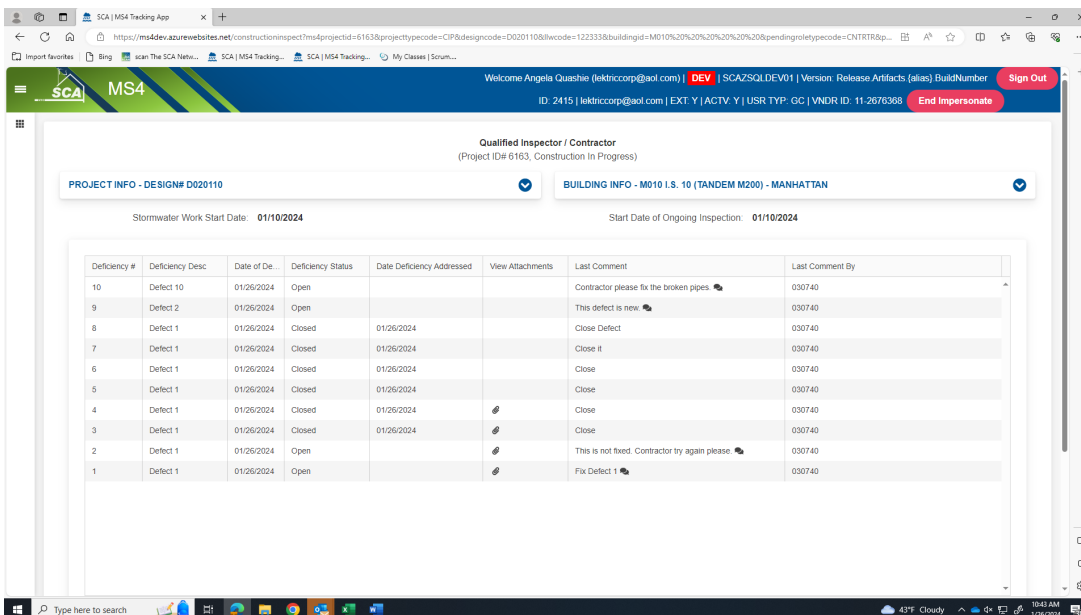 SCA | MS4 Tracking App
https://ms4dev.azurewebsites.net/constructioninspect?ms4projectid=6163&projecttypecode=CIP&designcode=D020110&llwcode=122333&buildingid=M010%20%20%20%20%20%20&pendingroletypecode=CNTRTR&p...
Import favorites Bing scan The SCA Netw... SCA | MS4 Tracking... SCA | MS4 Tracking... My Classes | Scrum...
SCA MS4 Welcome Angela Quashie (lektriccorp@aol.com) | DEV | SCAZSQLDEV01 | Version: Release Artifacts.{alias}.BuildNumber Sign Out
ID: 2415 | lektriccorp@aol.com | EXT: Y | ACTV: Y | USR TYP: GC | VNDR ID: 11-2676368 End Impersonate
Qualified Inspector / Contractor
(Project ID# 6163, Construction In Progress)
PROJECT INFO - DESIGN# D020110 BUILDING INFO - M010 I.S. 10 (TANDEM M200) - MANHATTAN
Stormwater Work Start Date: 01/10/2024 Start Date of Ongoing Inspection: 01/10/2024
Deficiency # Deficiency Desc Date of De... Deficiency Status Date Deficiency Addressed View Attachments Last Comment Last Comment By
10 Defect 10 01/26/2024 Open Contractor please fix the broken pipes. 030740
9 Defect 2 01/26/2024 Open This defect is new. 030740
8 Defect 1 01/26/2024 Closed 01/26/2024 Close Defect 030740
7 Defect 1 01/26/2024 Closed 01/26/2024 Close it 030740
6 Defect 1 01/26/2024 Closed 01/26/2024 Close 030740
5 Defect 1 01/26/2024 Closed 01/26/2024 Close 030740
4 Defect 1 01/26/2024 Closed 01/26/2024 Close 030740
3 Defect 1 01/26/2024 Closed 01/26/2024 Close 030740
2 Defect 1 01/26/2024 Open This is not fixed. Contractor try again please. 030740
1 Defect 1 01/26/2024 Open Fix Defect 1 030740
Type here to search 43°F Cloudy 10:43 AM
1/26/2024